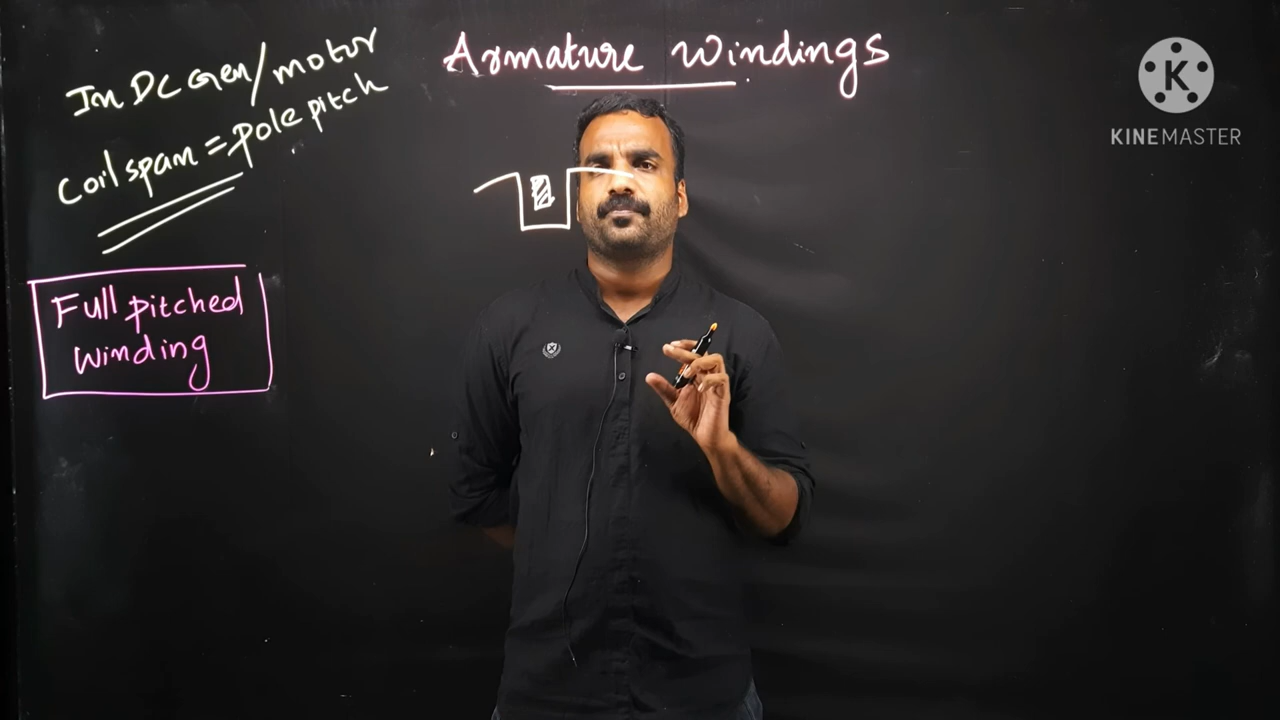 Armature Windings
In DC Gen/motor
Coil span = Pole pitch
Full pitched
winding
K
KINEMASTER